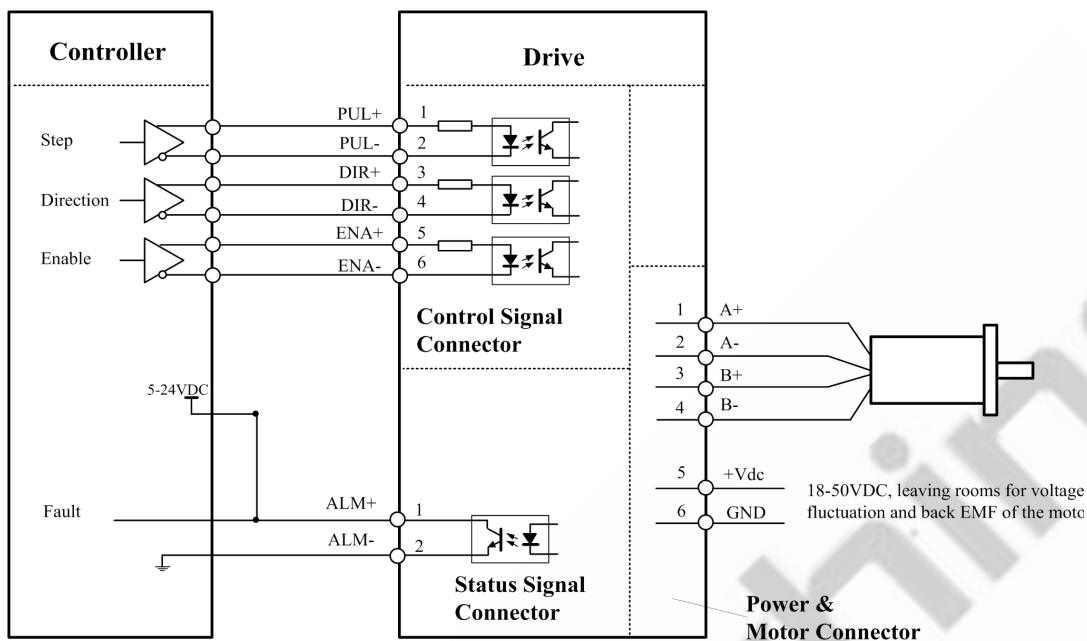 Controller
Drive
Step
PUL+
1
PUL-
2
Direction
DIR+
3
DIR-
4
Enable
ENA+
5
ENA-
6
Control Signal
Connector
1
A+
2
A-
3
B+
4
B-
5-24VDC
5
+Vdc
6
GND
18-50VDC, leaving rooms for voltage
fluctuation and back EMF of the moto
Fault
ALM+
1
ALM-
2
Status Signal
Connector
Power &
Motor Connector